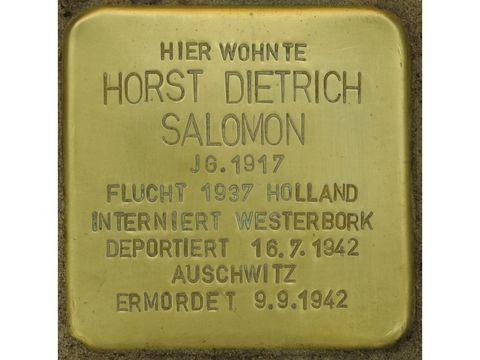 HIER WOHNTE
HORST DIETRICH
SALOMON
JG. 1917
FLUCHT 1937 HOLLAND
INTERNIERT WESTERBORK
DEPORTIERT 16.7.1942
AUSCHWITZ
ERMORDET 9.9.1942